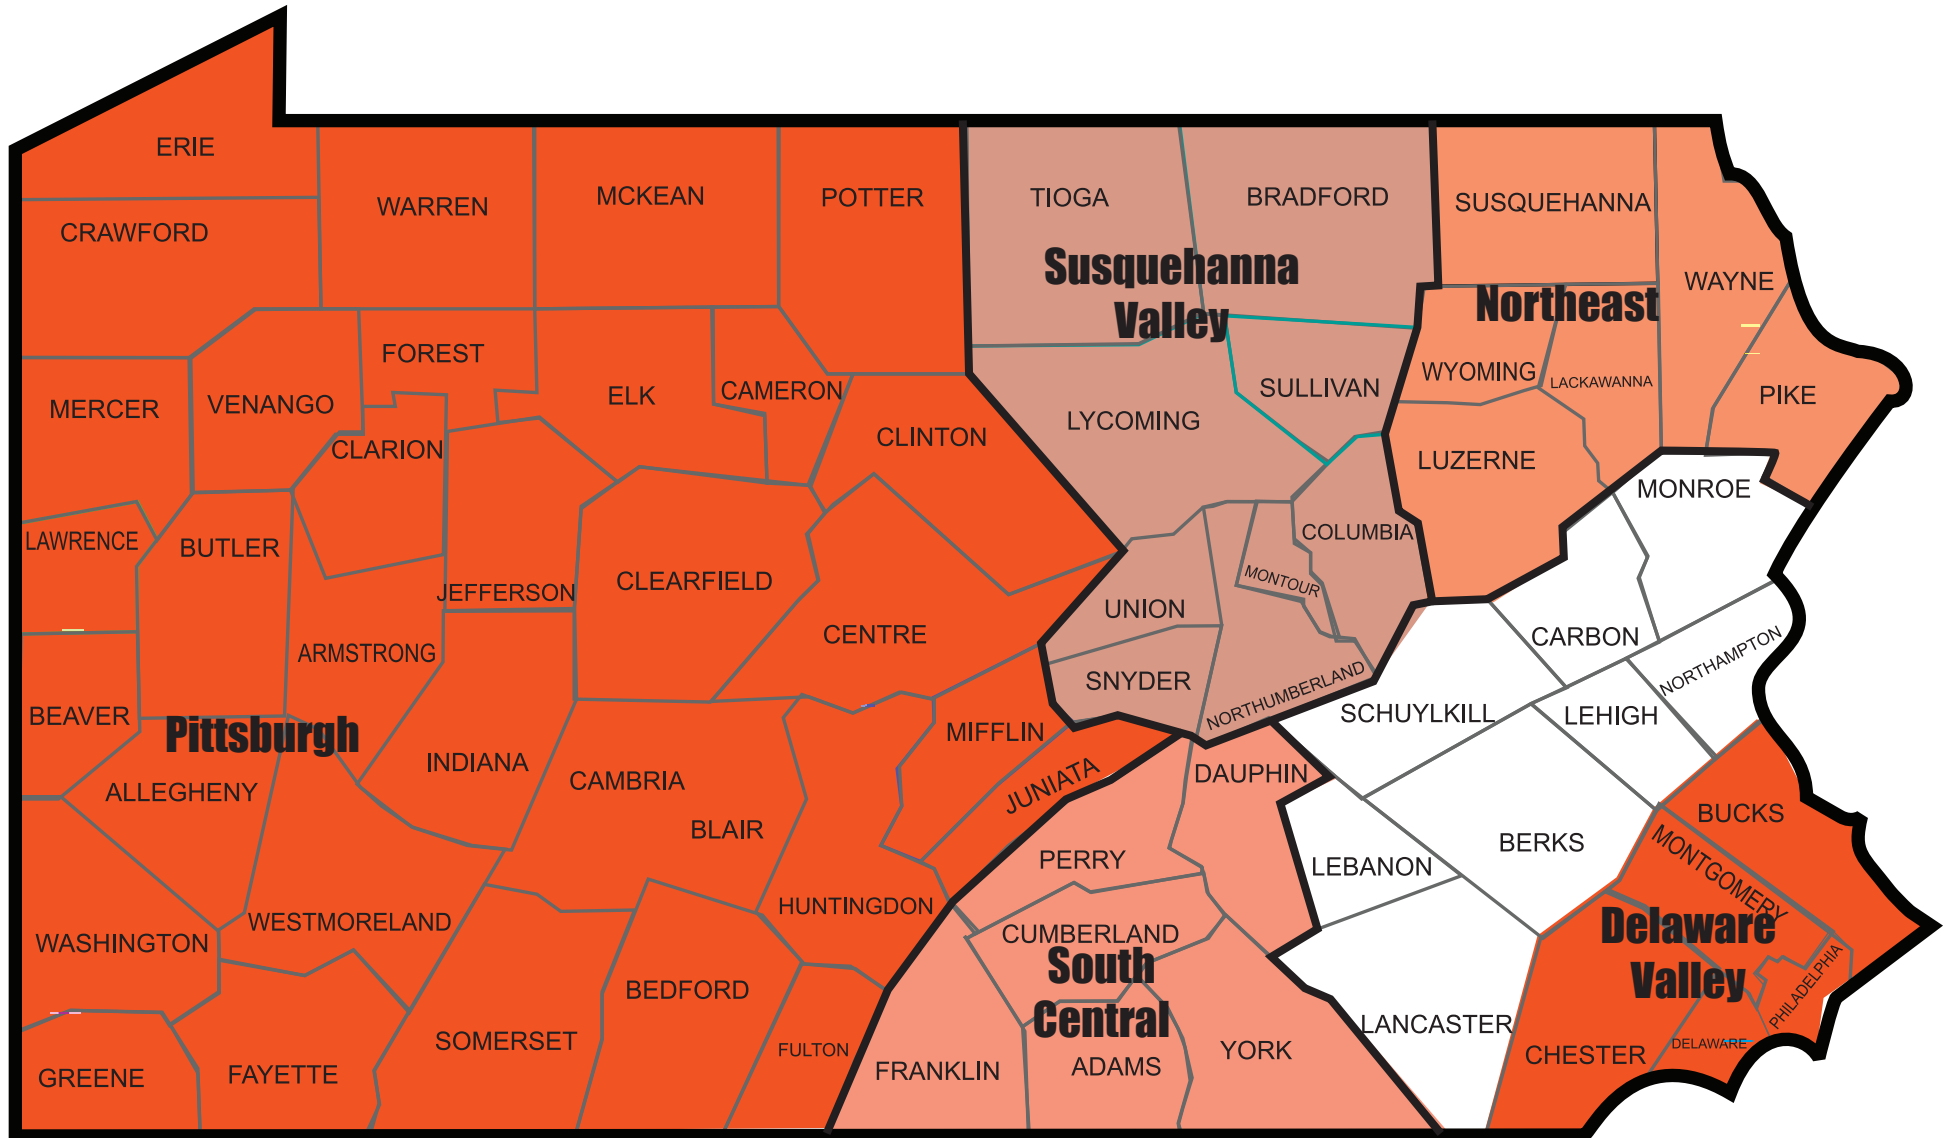 ERIE
CRAWFORD
WARREN
MCKEAN
POTTER
TIOGA
BRADFORD
SUSQUEHANNA
WAYNE
Susquehanna
Valley
Northeast
MERCER
VENANGO
FOREST
CLARION
ELK
CAMERON
CLINTON
LYCOMING
SULLIVAN
WYOMING
LACKAWANNA
PIKE
LUZERNE
MONROE
LAWRENCE
BUTLER
ARMSTRONG
JEFFERSON
CLEARFIELD
CENTRE
UNION
MONTOUR
COLUMBIA
SNYDER
NORTHUMBERLAND
CARBON
NORTHAMPTON
SCHUYLKILL
LEHIGH
BEAVER
Pittsburgh
ALLEGHENY
INDIANA
CAMBRIA
BLAIR
MIFFLIN
JUNIATA
DAUPHIN
PERRY
LEBANON
BERKS
BUCKS
MONTGOMERY
WASHINGTON
WESTMORELAND
HUNTINGDON
CUMBERLAND
South
Central
Delaware
Valley
PHILADELPHIA
GREENE
FAYETTE
SOMERSET
BEDFORD
FULTON
FRANKLIN
ADAMS
YORK
LANCASTER
CHESTER
DELAWARE